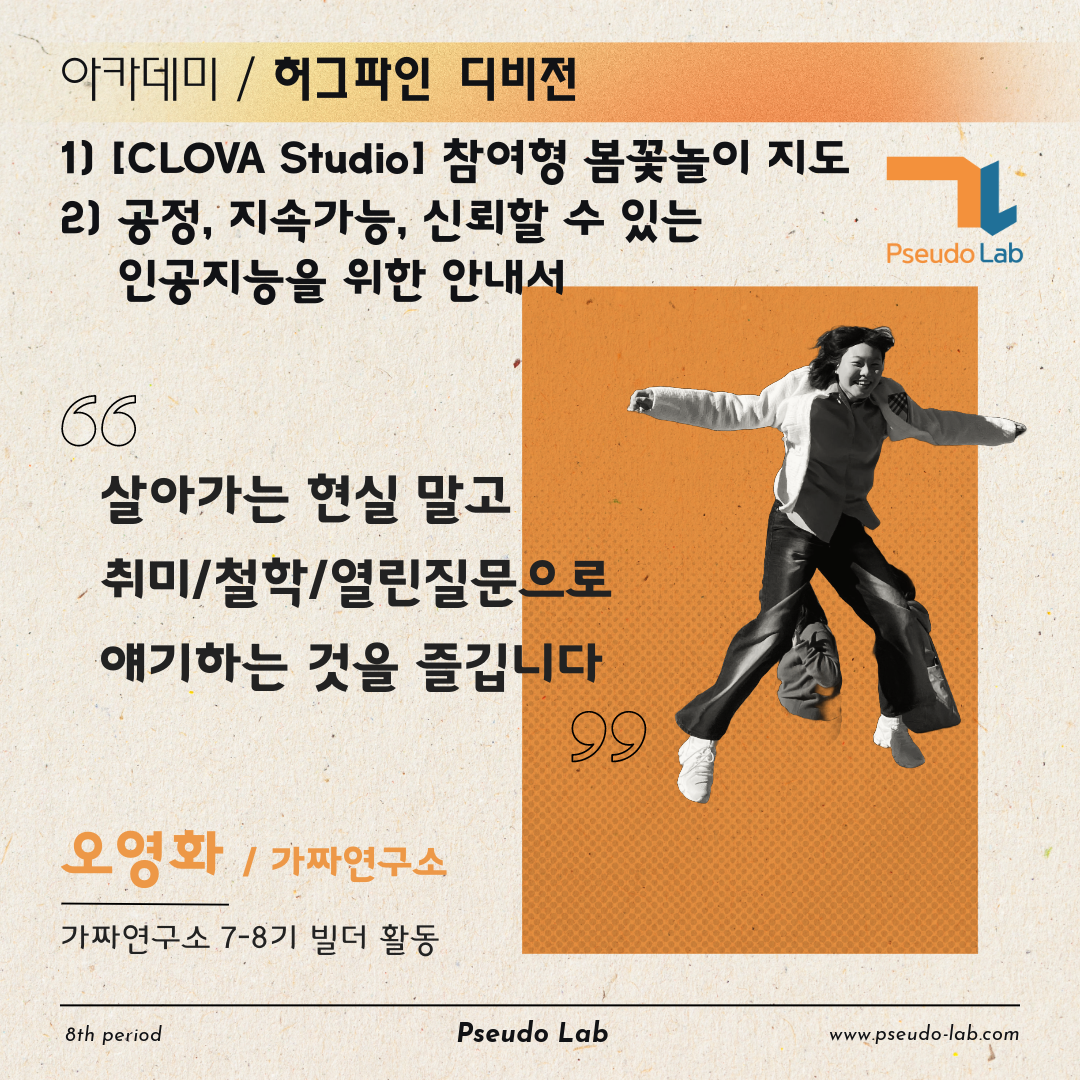 아카데미 / 허그파인 디비전
1) [CLOVA Studio] 참여형 봄꽃놀이 지도
2) 공정, 지속가능, 신뢰할 수 있는
인공지능을 위한 안내서
Pseudo Lab
“
살아가는 현실 말고
취미/철학/열린질문으로
얘기하는 것을 즐깁니다
”
오영화 / 가짜연구소
가짜연구소 7-8기 빌더 활동
8th period
Pseudo Lab
www.pseudo-lab.com